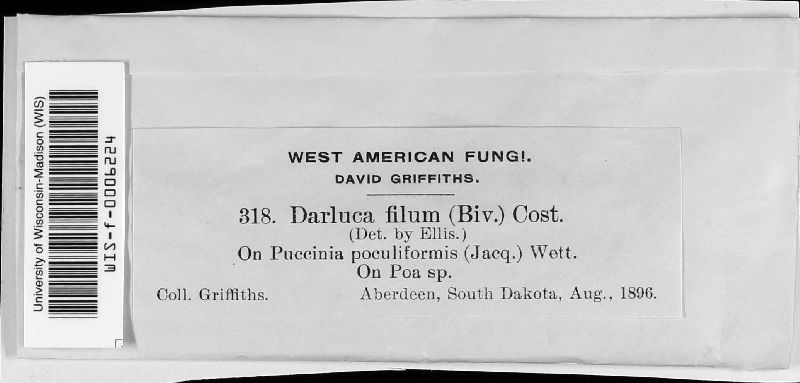 University of Wisconsin-Madison (WIS)
WIS-f-0006224
WEST AMERICAN FUNGI.
DAVID GRIFFITHS.
318. Darluca filum (Biv.) Cost.
(Det. by Ellis.)
On Puccinia poculiformis (Jacq.) Wett.
On Poa sp.
Coll. Griffiths. Aberdeen, South Dakota, Aug., 1896.